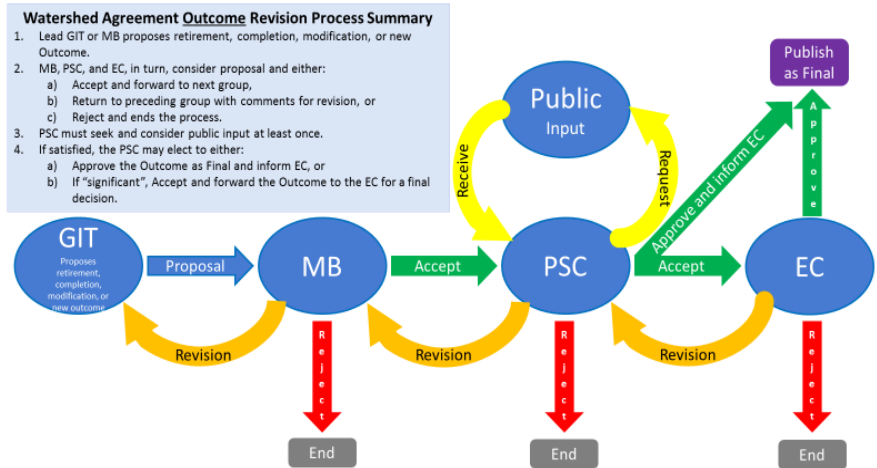 Watershed Agreement Outcome Revision Process Summary
1. Lead GIT or MB proposes retirement, completion, modification, or new
Outcome.
2. MB, PSC, and EC, in turn, consider proposal and either:
a) Accept and forward to next group,
b) Return to preceding group with comments for revision, or
c) Reject and ends the process.
3. PSC must seek and consider public input at least once.
4. If satisfied, the PSC may elect to either:
a) Approve the Outcome as Final and inform EC, or
b) If “significant”, Accept and forward the Outcome to the EC for a final
decision.
Publish
as Final
Public
Input
Receive
Request
Approve and inform EC
Approve
GIT
Proposes
retirement,
completion,
modification, or
new outcome
Proposal
MB
Accept
PSC
Accept
EC
Revision
Revision
Revision
Reject
Reject
Reject
End
End
End